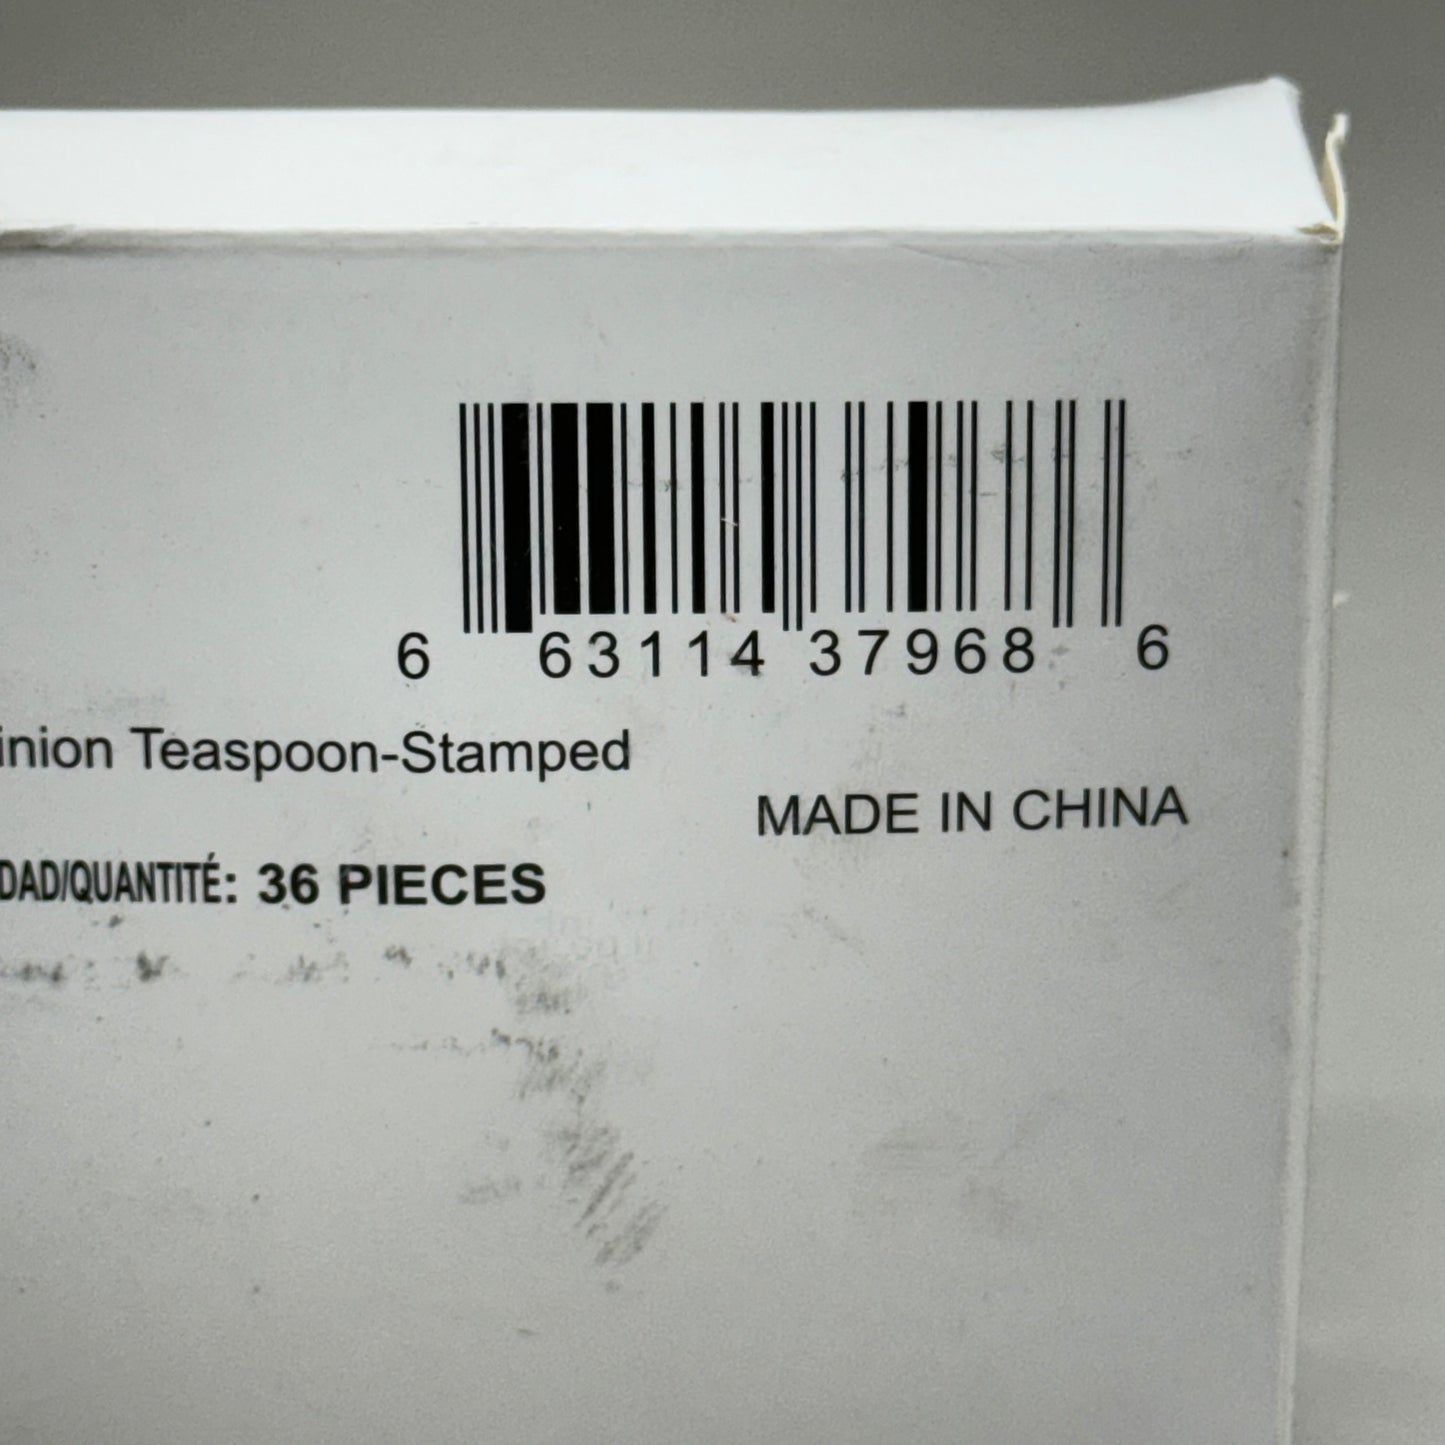 6 63114 37968 6
inion Teaspoon-Stamped
MADE IN CHINA
DAD/QUANTITÉ: 36 PIECES